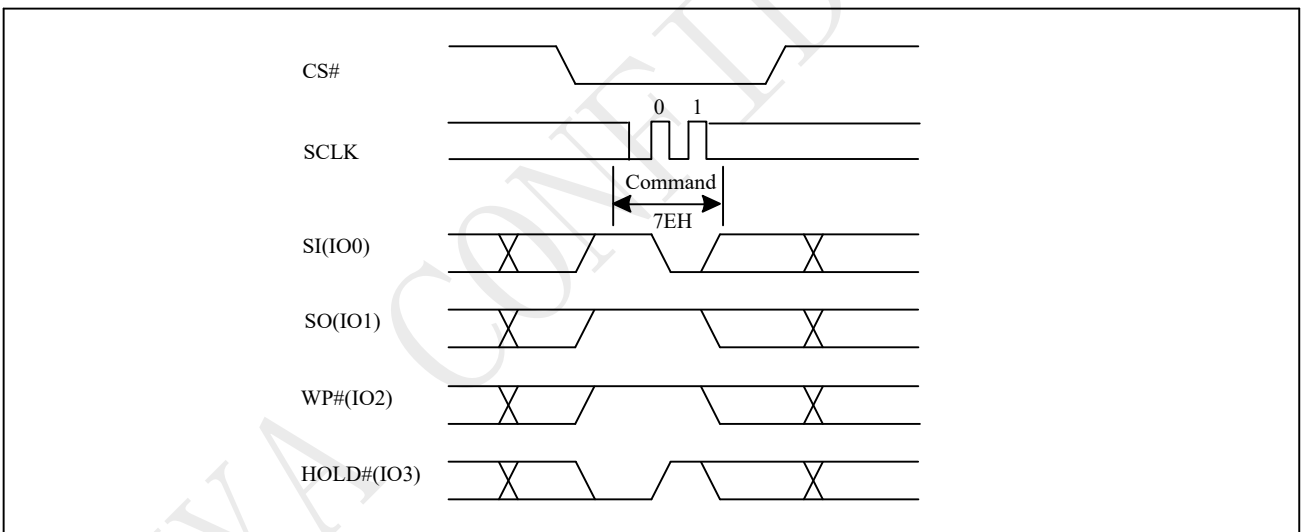 CS#
0 1
SCLK
Command
7EH
SI(IO0)
SO(IO1)
WP#(IO2)
HOLD#(IO3)